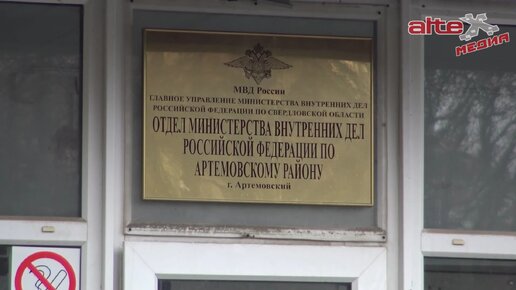 altex
МЕДИА
МВД России
ГЛАВНОЕ УПРАВЛЕНИЕ МИНИСТЕРСТВА ВНУТРЕННИХ ДЕЛ
РОССИЙСКОЙ ФЕДЕРАЦИИ ПО СВЕРДЛОВСКОЙ ОБЛАСТИ
ОТДЕЛ МИНИСТЕРСТВА ВНУТРЕННИХ ДЕЛ
РОССИЙСКОЙ ФЕДЕРАЦИИ ПО
АРТЕМОВСКОМУ РАЙОНУ
г. Артемовский